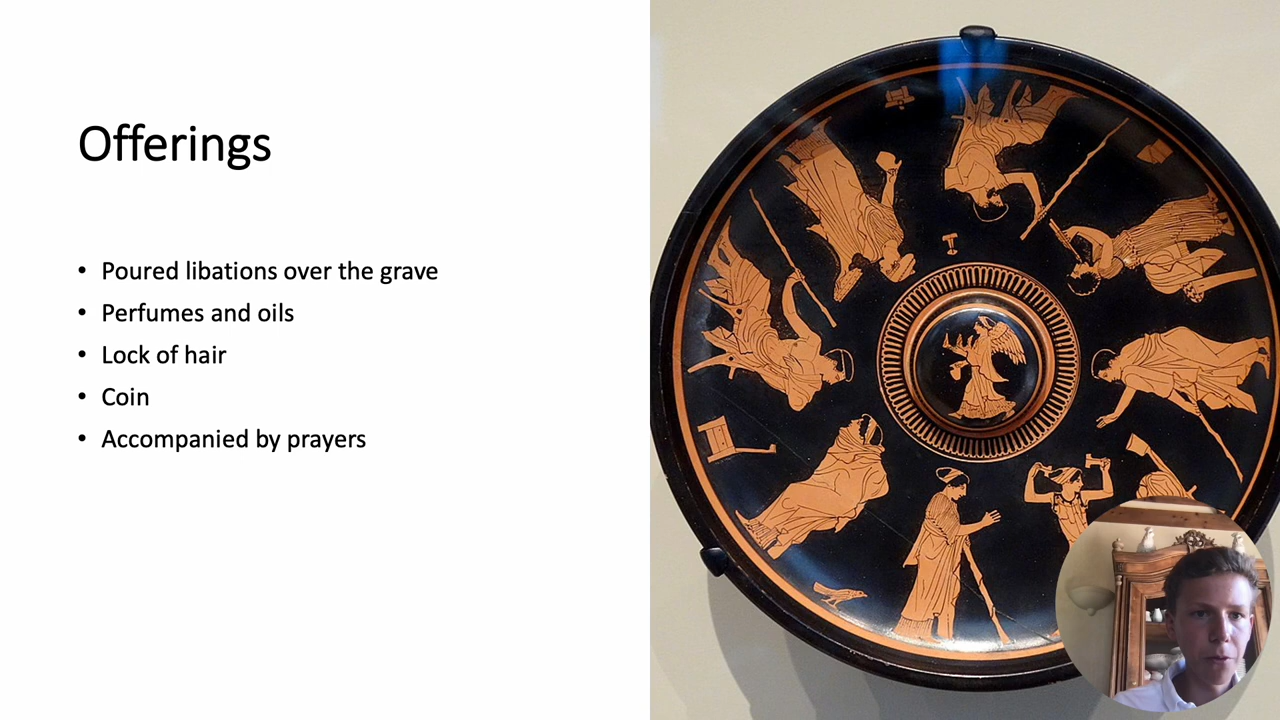 Offerings
• Poured libations over the grave
• Perfumes and oils
• Lock of hair
• Coin
• Accompanied by prayers